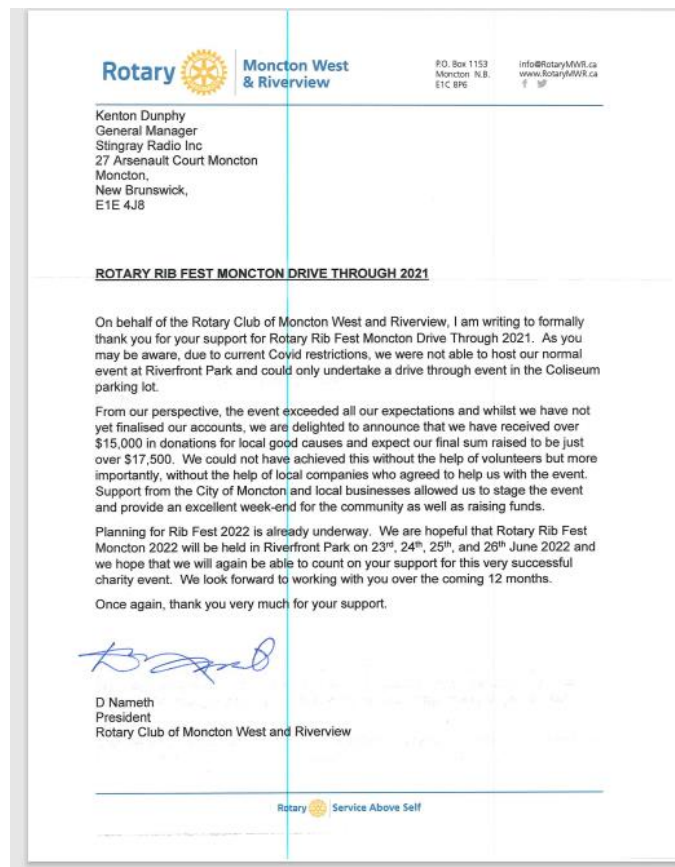 Rotary
Moncton West
& Riverview
P.O. Box 1153
Moncton N.B.
E1C 8P6
info@RotaryMWR.ca
www.RotaryMWR.ca
Kenton Dunphy
General Manager
Stingray Radio Inc
27 Arsenault Court Moncton
Moncton,
New Brunswick,
E1E 4J8
ROTARY RIB FEST MONCTON DRIVE THROUGH 2021
On behalf of the Rotary Club of Moncton West and Riverview, I am writing to formally
thank you for your support for Rotary Rib Fest Moncton Drive Through 2021. As you
may be aware, due to current Covid restrictions, we were not able to host our normal
event at Riverfront Park and could only undertake a drive through event in the Coliseum
parking lot.
From our perspective, the event exceeded all our expectations and whilst we have not
yet finalised our accounts, we are delighted to announce that we have received over
$15,000 in donations for local good causes and expect our final sum raised to be just
over $17,500. We could not have achieved this without the help of volunteers but more
importantly, without the help of local companies who agreed to help us with the event.
Support from the City of Moncton and local businesses allowed us to stage the event
and provide an excellent week-end for the community as well as raising funds.
Planning for Rib Fest 2022 is already underway. We are hopeful that Rotary Rib Fest
Moncton 2022 will be held in Riverfront Park on 23rd, 24th, 25th, and 26th June 2022 and
we hope that we will again be able to count on your support for this very successful
charity event. We look forward to working with you over the coming 12 months.
Once again, thank you very much for your support.
D Nameth
President
Rotary Club of Moncton West and Riverview
Rotary
Service Above Self